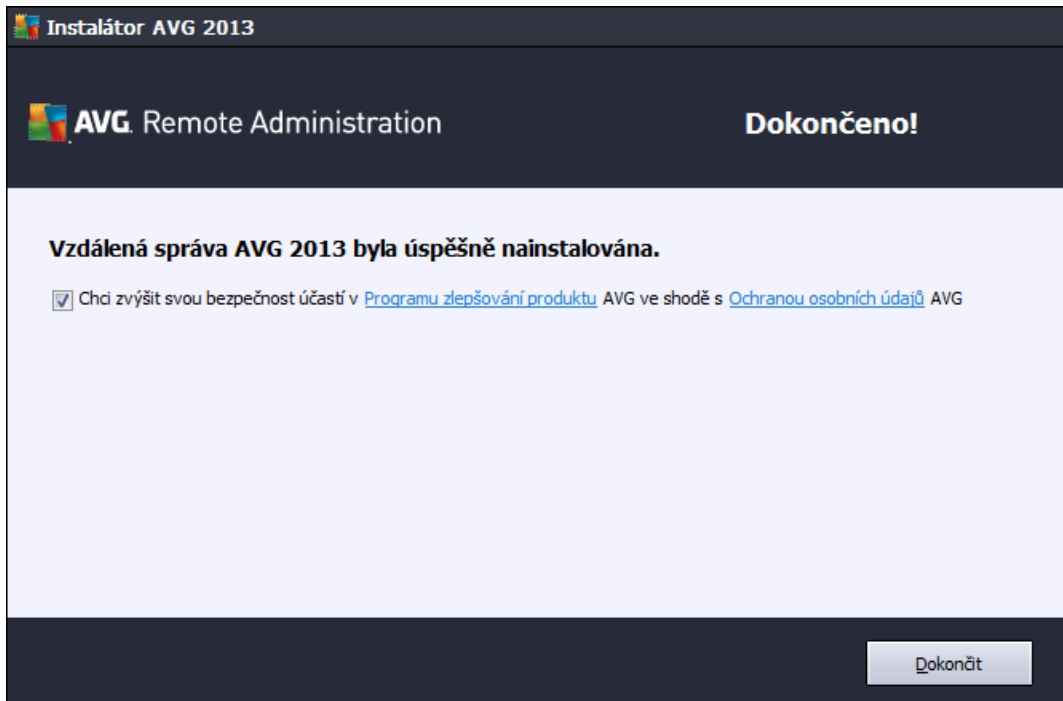 Instalátor AVG 2013
AVG. Remote Administration
Dokončeno!
Vzdálená správa AVG 2013 byla úspěšně nainstalována.
Chci zvýšit svou bezpečnost účastí v Programu zlepšování produktu AVG ve shodě s Ochranou osobních údajů AVG
Dokončit